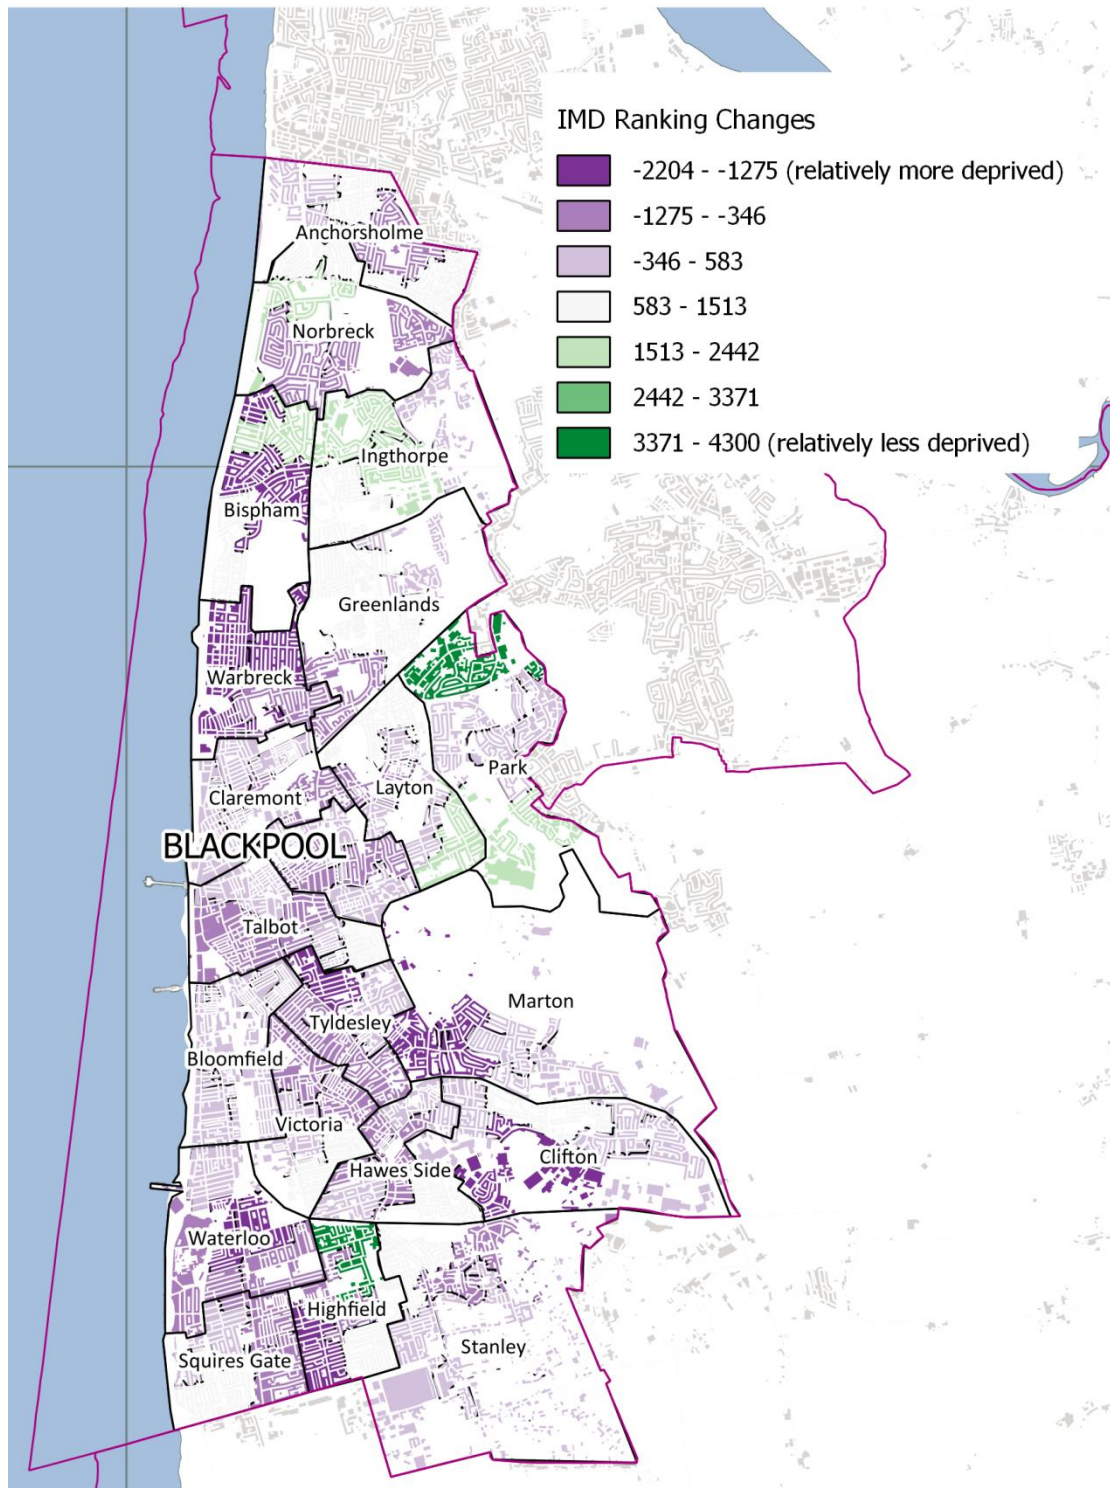 IMD Ranking Changes
-2204 - -1275 (relatively more deprived)
-1275 - -346
-346 - 583
583 - 1513
1513 - 2442
2442 - 3371
3371 - 4300 (relatively less deprived)
Anchorsholme
Norbreck
Ingthorpe
Bispham
Greenlands
Warbreck
Park
Layton
Claremont
BLACKPOOL
Talbot
Marton
Tyldesley
Bloomfield
Victoria
Clifton
Hawes Side
Waterloo
Highfield
Stanley
Squires Gate